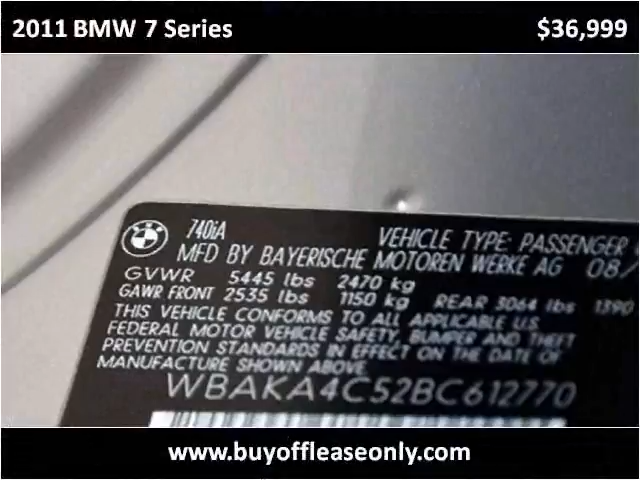 2011 BMW 7 Series $36,999
740iA
VEHICLE TYPE: PASSENGER
MFD BY BAYERISCHE MOTOREN WERKE AG 08/
GVWR 5445 lbs 2470 kg
GAWR FRONT 2535 lbs 1150 kg REAR 3064 lbs 1390
THIS VEHICLE CONFORMS TO ALL APPLICABLE U.S.
FEDERAL MOTOR VEHICLE SAFETY, BUMPER AND THEFT
PREVENTION STANDARDS IN EFFECT ON THE DATE OF
MANUFACTURE SHOWN ABOVE.
WBAKA4C52BC612770
www.buyoffleaseonly.com